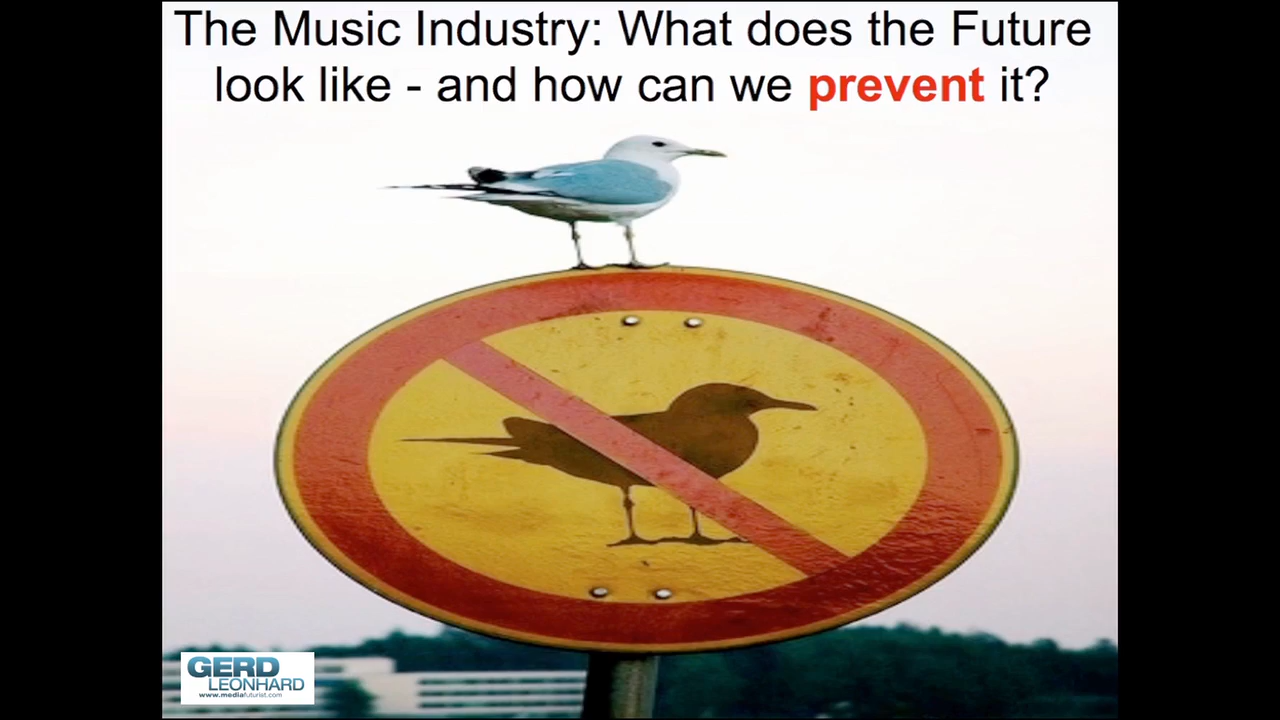 The Music Industry: What does the Future
look like - and how can we prevent it?
GERD
LEONHARD
www.mediafuturist.com